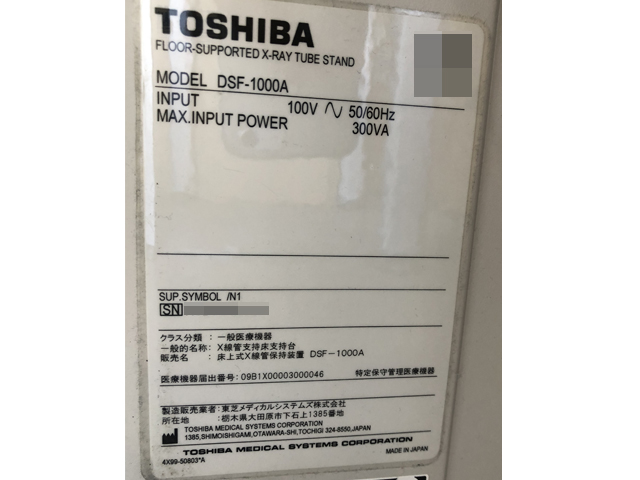 TOSHIBA
FLOOR-SUPPORTED X-RAY TUBE STAND
MODEL DSF-1000A
INPUT 100V 50/60Hz
MAX.INPUT POWER 300VA
SUP.SYMBOL /N1
SN
クラス分類 : 一般医療機器
一般的名称: X線管支持床支持台
販売名 : 床上式X線管保持装置 DSF-1000A
医療機器届出番号: 09B1X00003000046 特定保守管理医療機器
製造販売業者:東芝メディカルシステムズ株式会社
所在地 :栃木県大田原市下石上1385番地
TOSHIBA MEDICAL SYSTEMS CORPORATION
1385,SHIMOISHIGAMI,OTAWARA-SHI,TOCHIGI 324-8550,JAPAN
TOSHIBA MEDICAL SYSTEMS CORPORATION MADE IN JAPAN
4X99-50803*A